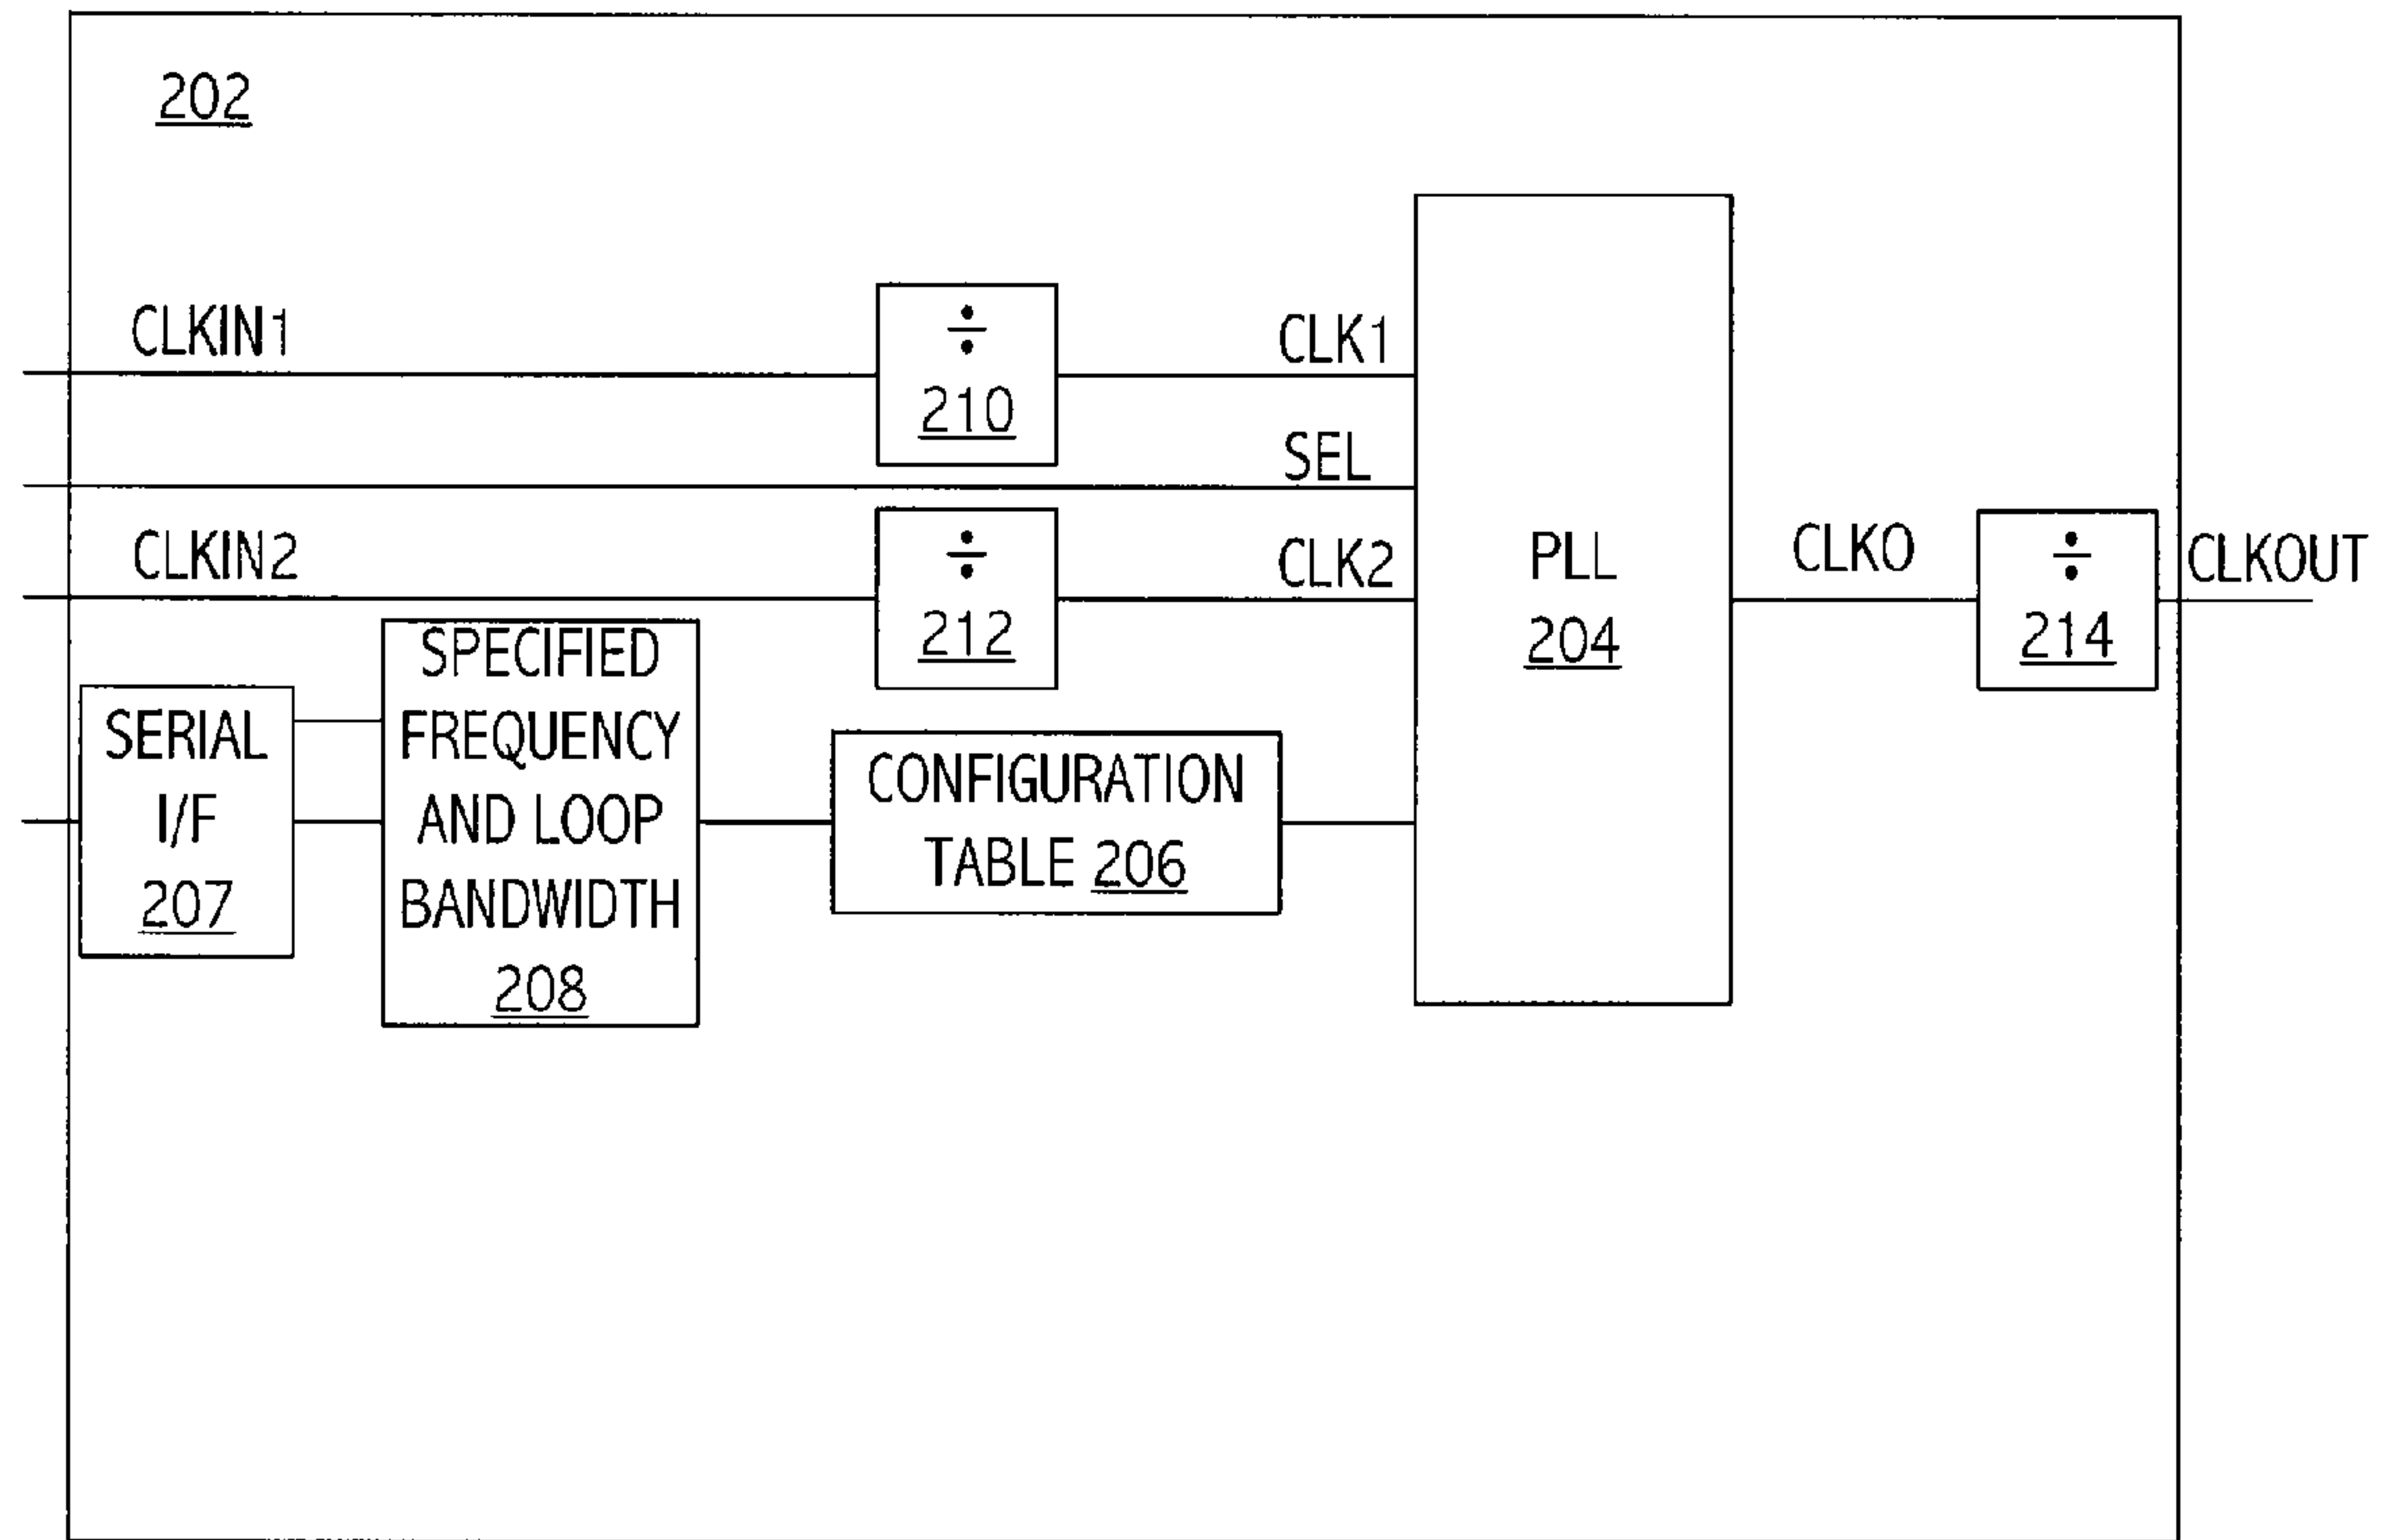 202
CLKIN1
÷
210
CLK1
SEL
CLKIN2
÷
212
CLK2
PLL
204
CLKO
÷
214
CLKOUT
SERIAL
I/F
207
SPECIFIED
FREQUENCY
AND LOOP
BANDWIDTH
208
CONFIGURATION
TABLE 206